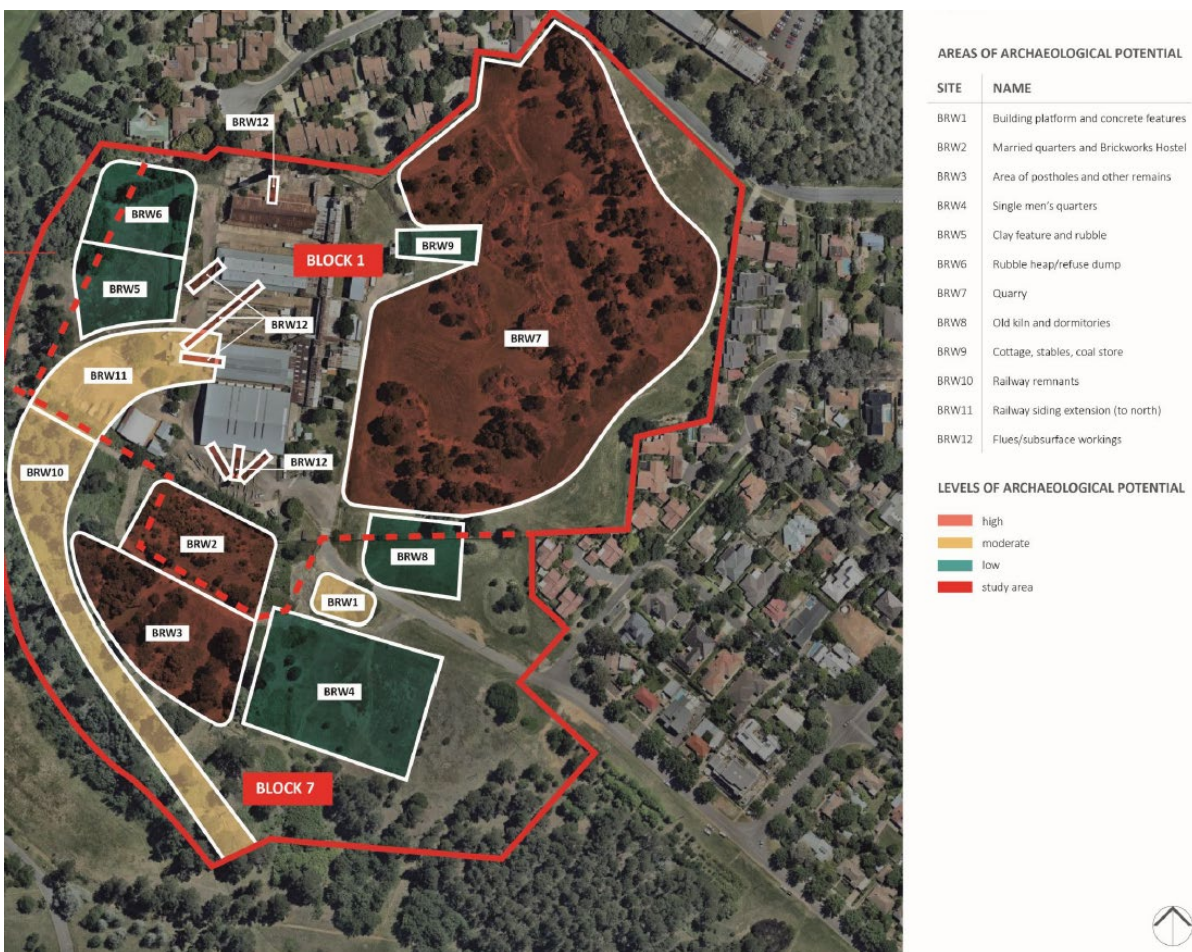 AREAS OF ARCHAEOLOGICAL POTENTIAL
SITE NAME
BRW1 Building platform and concrete features
BRW2 Married quarters and Brickworks Hostel
BRW3 Area of postholes and other remains
BRW4 Single men's quarters
BRW5 Clay feature and rubble
BRW6 Rubble heap/refuse dump
BRW7 Quarry
BRW8 Old kiln and dormitories
BRW9 Cottage, stables, coal store
BRW10 Railway remnants
BRW11 Railway siding extension (to north)
BRW12 Flues/subsurface workings
LEVELS OF ARCHAEOLOGICAL POTENTIAL
high
moderate
low
study area
BRW12
BRW6
BRW9
BLOCK 1
BRW5
BRW12
BRW7
BRW11
BRW12
BRW10
BRW2
BRW8
BRW1
BRW3
BRW4
BLOCK 7